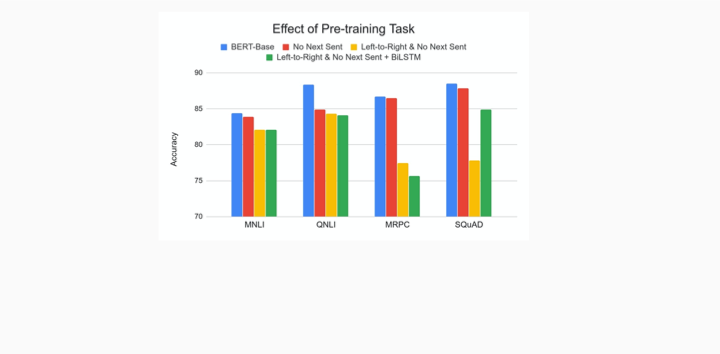 Effect of Pre-training Task
BERT-Base No Next Sent Left-to-Right & No Next Sent
Left-to-Right & No Next Sent + BiLSTM
90
85
80
75
70
Accuracy
MNLI QNLI MRPC SQuAD